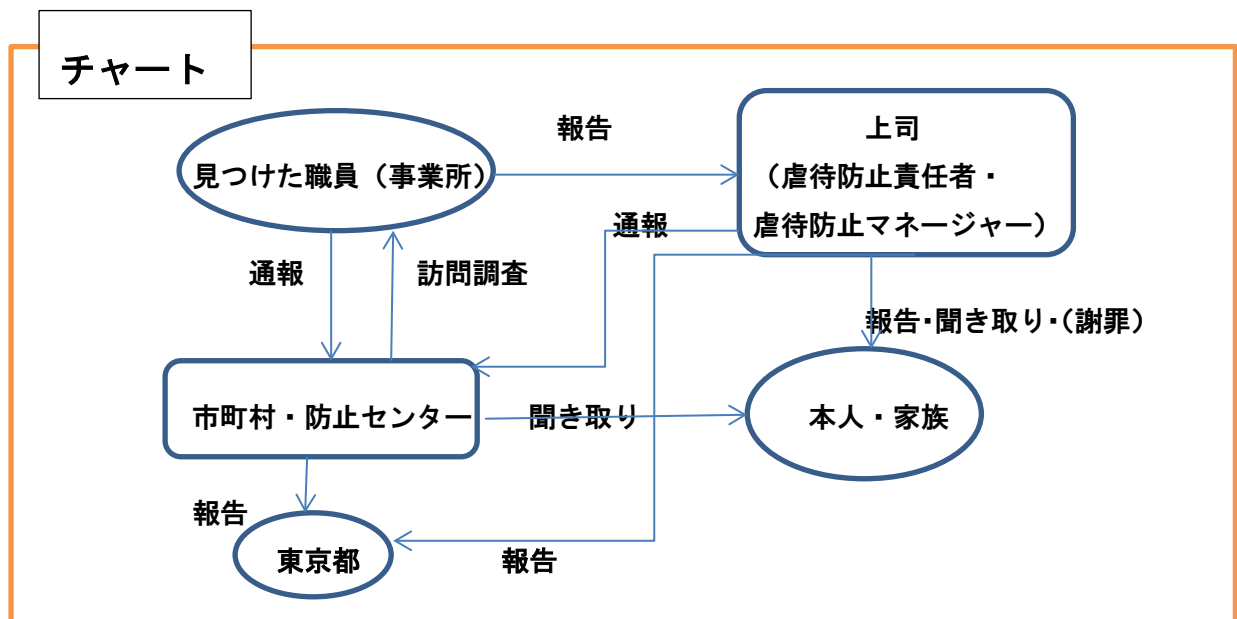 チャート
報告
上司
見つけた職員（事業所）
（虐待防止責任者・
虐待防止マネージャー）
通報
通報
訪問調査
報告・聞き取り・（謝罪）
市町村・防止センター
聞き取り
本人・家族
報告
東京都
報告